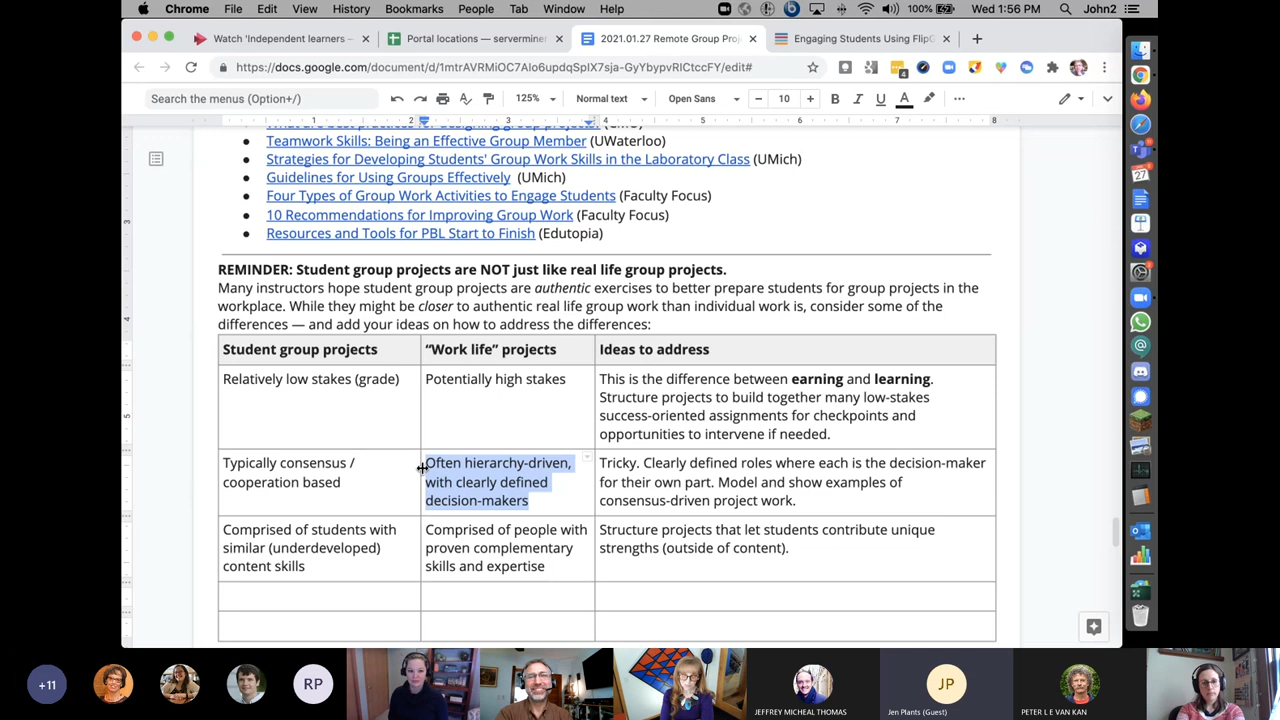 Chrome File Edit View History Bookmarks People Tab Window Help 100% Wed 1:56 PM John2
Watch 'Independent learners – Portal locations — servermine 2021.01.27 Remote Group Proj Engaging Students Using FlipG
Search the menus (Option+/) 125% Normal text Open Sans 10 B I U A
1 2 3 4 5 6 7 8
Teamwork Skills: Being an Effective Group Member (UWaterloo)
Strategies for Developing Students' Group Work Skills in the Laboratory Class (UMich)
Guidelines for Using Groups Effectively (UMich)
Four Types of Group Work Activities to Engage Students (Faculty Focus)
10 Recommendations for Improving Group Work (Faculty Focus)
Resources and Tools for PBL Start to Finish (Edutopia)
REMINDER: Student group projects are NOT just like real life group projects.
Many instructors hope student group projects are authentic exercises to better prepare students for group projects in the
workplace. While they might be closer to authentic real life group work than individual work is, consider some of the
differences — and add your ideas on how to address the differences:
Student group projects “Work life” projects Ideas to address
Relatively low stakes (grade) Potentially high stakes This is the difference between earning and learning.
Structure projects to build together many low-stakes
success-oriented assignments for checkpoints and
opportunities to intervene if needed.
Typically consensus / Often hierarchy-driven, Tricky. Clearly defined roles where each is the decision-maker
cooperation based with clearly defined for their own part. Model and show examples of
decision-makers consensus-driven project work.
Comprised of students with Comprised of people with Structure projects that let students contribute unique
similar (underdeveloped) proven complementary strengths (outside of content).
content skills skills and expertise
+11 RP JP
JEFFREY MICHEAL THOMAS Jen Plants (Guest) PETER L E VAN KAN